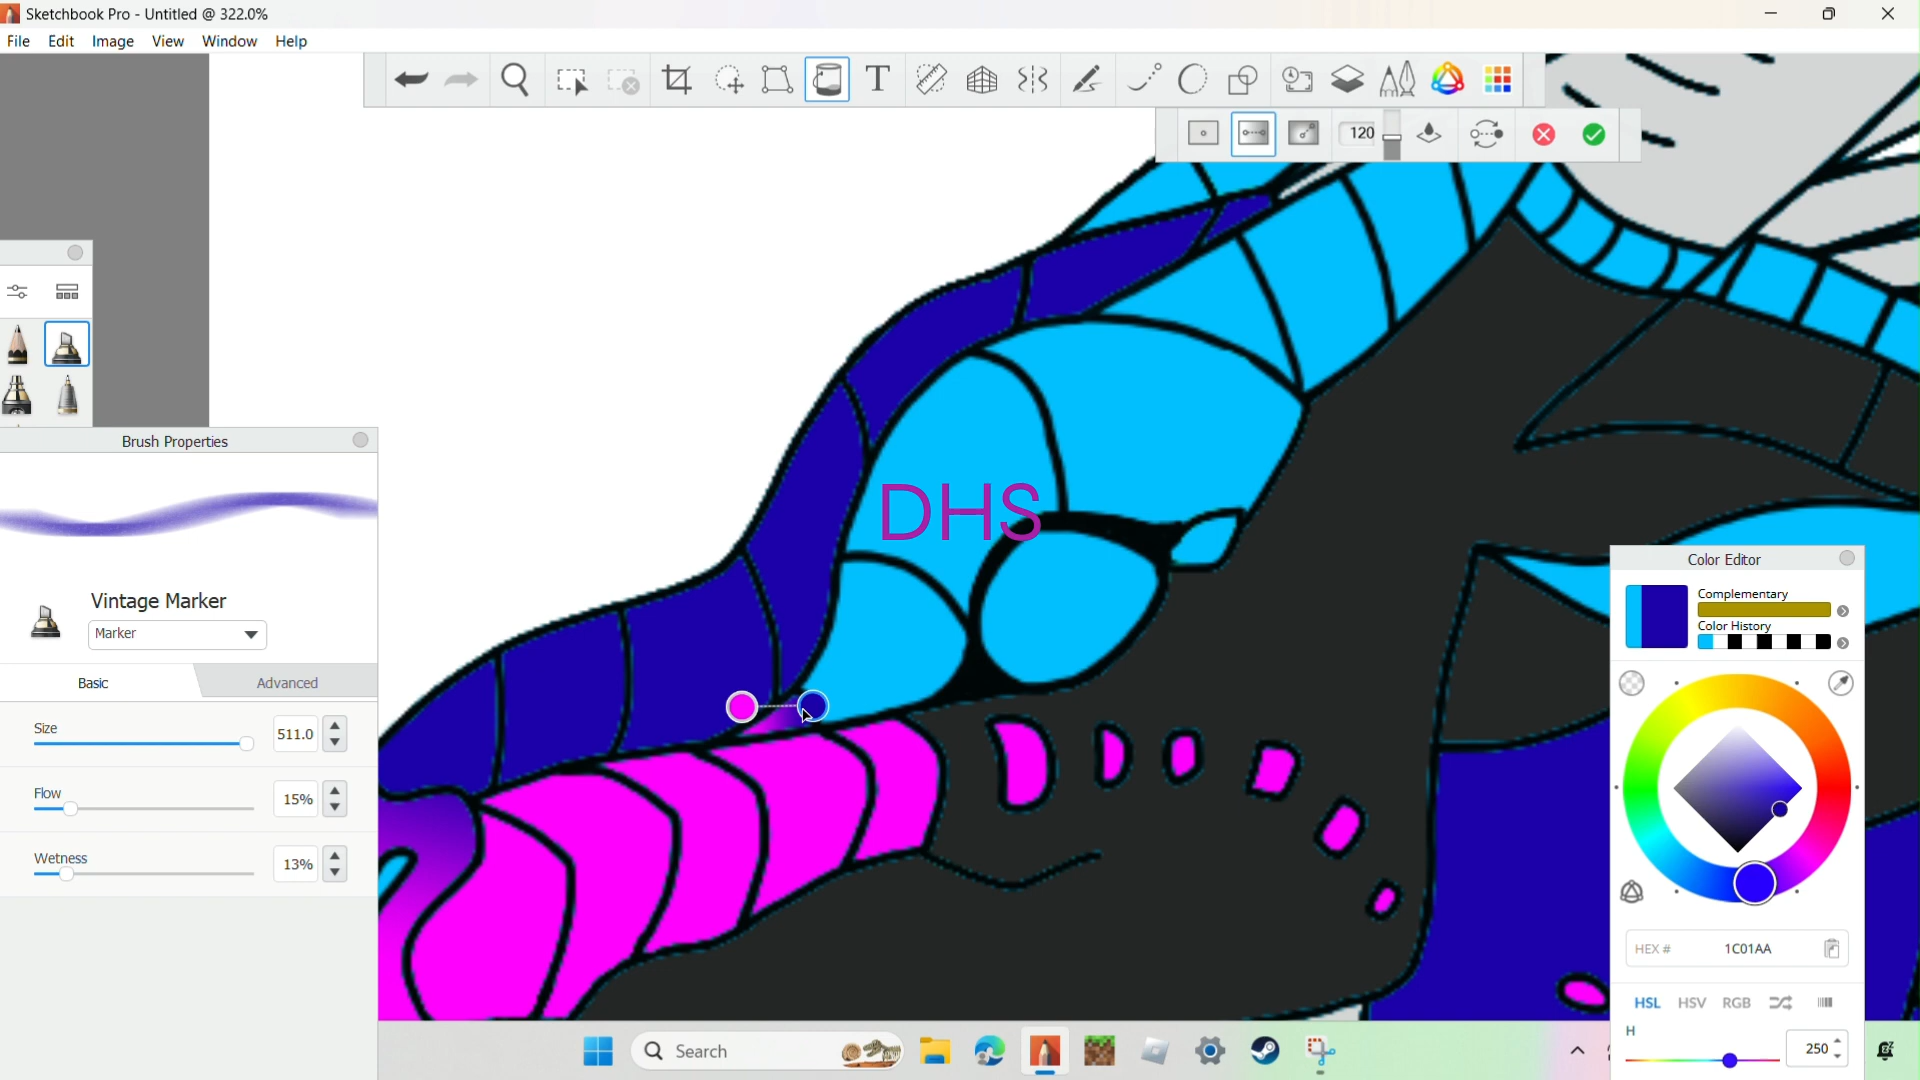 Sketchbook Pro - Untitled @ 322.0%
File Edit Image View Window Help
T
120
Brush Properties
DHS
Color Editor
Complementary
Color History
Vintage Marker
Marker
Basic Advanced
Size
511.0
Flow
15%
Wetness
13%
HEX # 1C01AA
HSL HSV RGB
H
250
Search